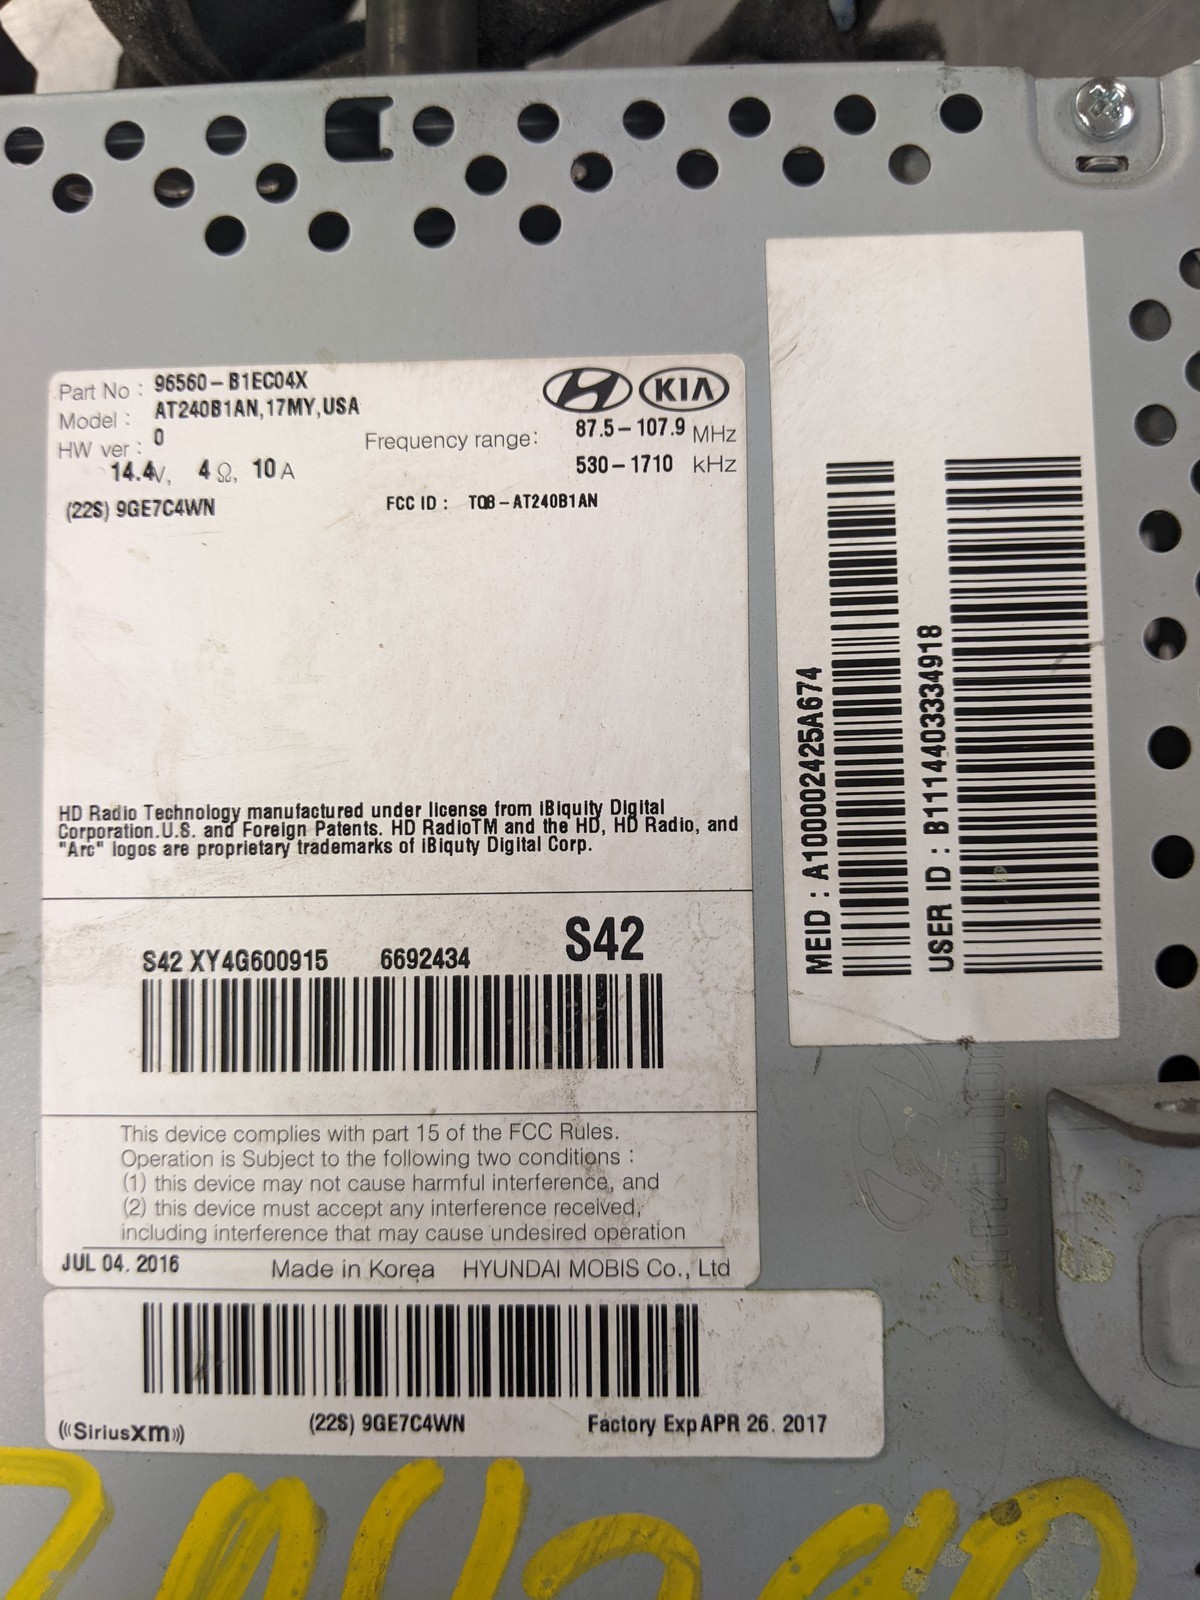 Part No : 96560-B1EC04X
Model : AT240B1AN,17MY,USA
HW ver : 0
14.4V, 4 Ω, 10 A
(22S) 9GE7C4WN
KIA
Frequency range: 87.5-107.9 MHz
530-1710 kHz
FCC ID : TQ8-AT240B1AN
HD Radio Technology manufactured under license from iBiquity Digital
Corporation.U.S. and Foreign Patents. HD RadioTM and the HD, HD Radio, and
"Arc" logos are proprietary trademarks of iBiquty Digital Corp.
S42 XY4G600915 6692434 S42
This device complies with part 15 of the FCC Rules.
Operation is Subject to the following two conditions :
(1) this device may not cause harmful interference, and
(2) this device must accept any interference received,
including interference that may cause undesired operation
JUL 04. 2016 Made in Korea HYUNDAI MOBIS Co., Ltd
((SiriusXM)) (22S) 9GE7C4WN Factory Exp APR 26. 2017
MEID : A100002425A674
USER ID : B1114403334918
HYUNDAI